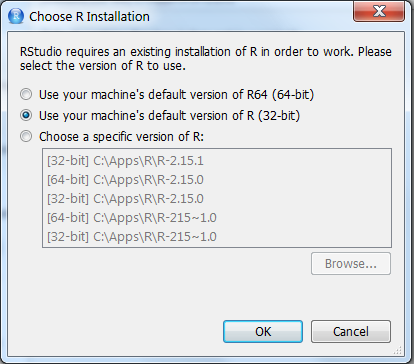 Choose R Installation
RStudio requires an existing installation of R in order to work. Please
select the version of R to use.
Use your machine's default version of R64 (64-bit)
Use your machine's default version of R (32-bit)
Choose a specific version of R:
[32-bit] C:\Apps\R\R-2.15.1
[64-bit] C:\Apps\R\R-2.15.0
[32-bit] C:\Apps\R\R-2.15.0
[64-bit] C:\Apps\R\R-215~1.0
[32-bit] C:\Apps\R\R-215~1.0
Browse...
OK
Cancel